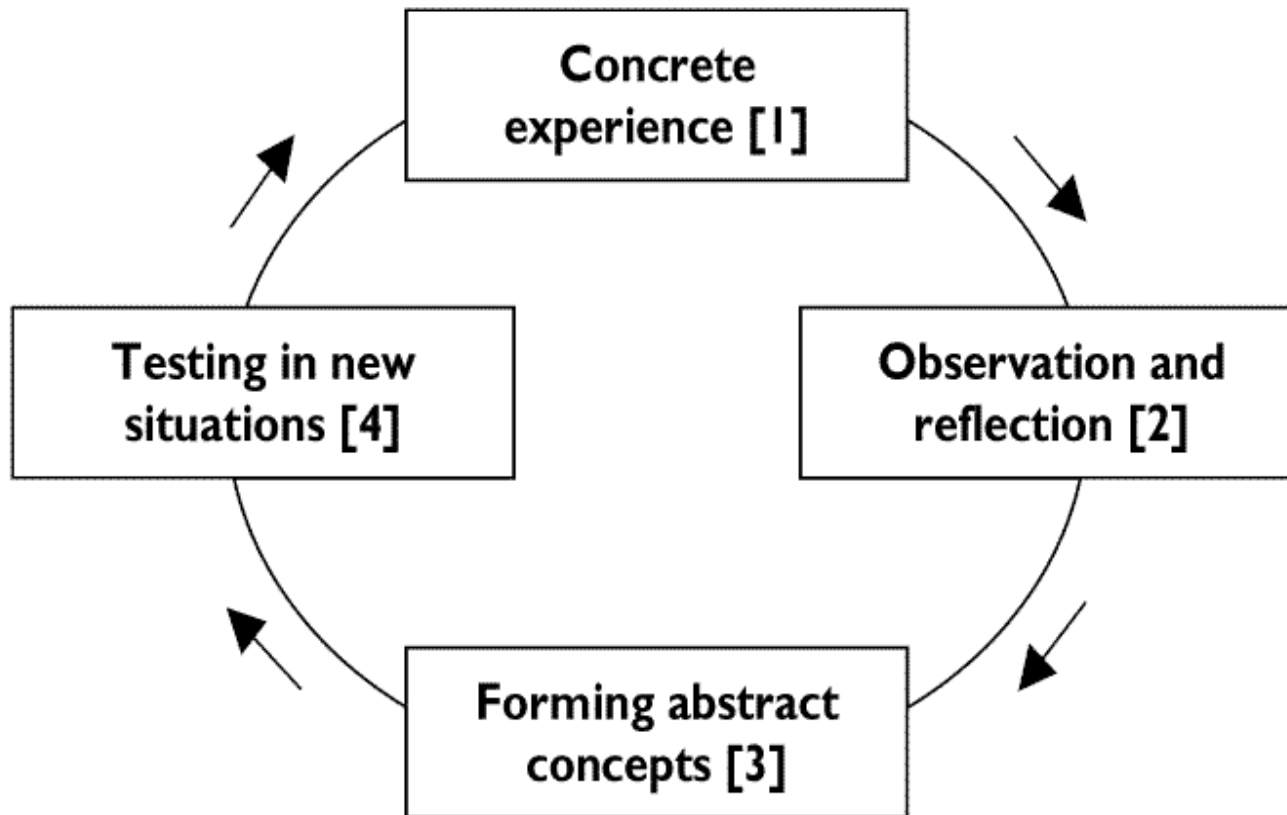 Concrete
experience [1]
Observation and
reflection [2]
Forming abstract
concepts [3]
Testing in new
situations [4]